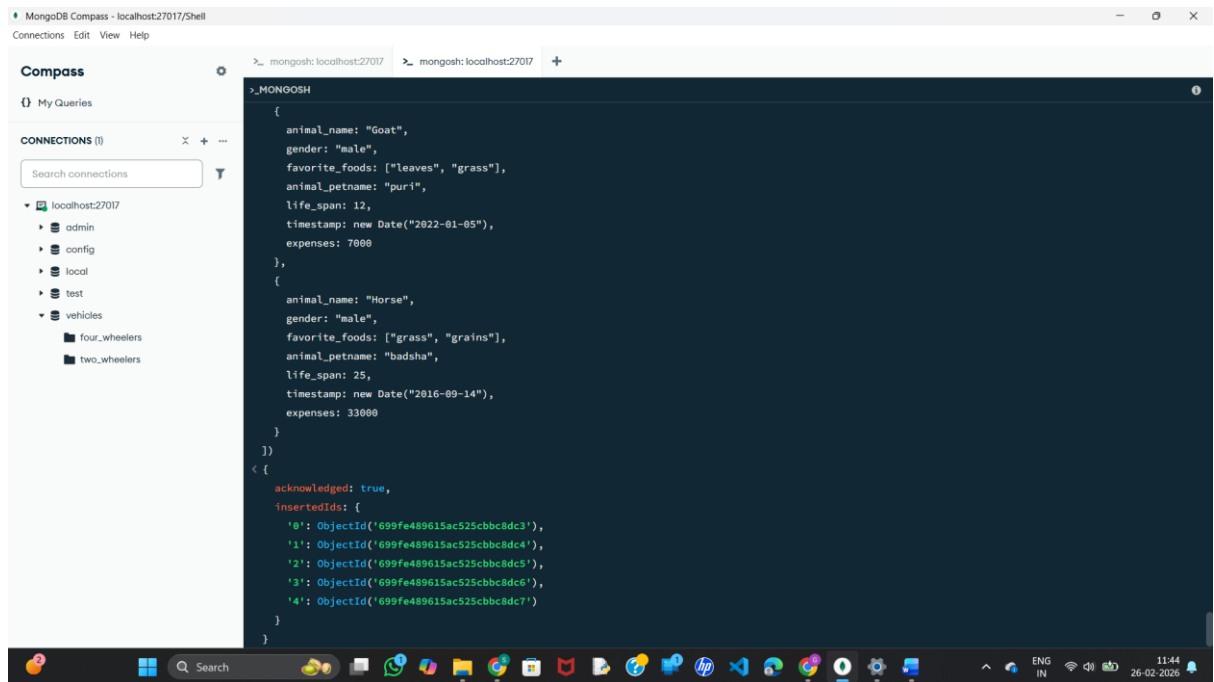 MongoDB Compass - localhost:27017/Shell
Connections Edit View Help
Compass
{} My Queries
CONNECTIONS (1)
Search connections
localhost:27017
admin
config
local
test
vehicles
four_wheelers
two_wheelers
>_ mongosh: localhost:27017 >_ mongosh: localhost:27017 +
>_MONGOSH
{
animal_name: "Goat",
gender: "male",
favorite_foods: ["leaves", "grass"],
animal_petname: "puri",
life_span: 12,
timestamp: new Date("2022-01-05"),
expenses: 7000
},
{
animal_name: "Horse",
gender: "male",
favorite_foods: ["grass", "grains"],
animal_petname: "badsha",
life_span: 25,
timestamp: new Date("2016-09-14"),
expenses: 33000
}
])
< {
acknowledged: true,
insertedIds: {
'0': ObjectId('699fe489615ac525cbbc8dc3'),
'1': ObjectId('699fe489615ac525cbbc8dc4'),
'2': ObjectId('699fe489615ac525cbbc8dc5'),
'3': ObjectId('699fe489615ac525cbbc8dc6'),
'4': ObjectId('699fe489615ac525cbbc8dc7')
}
}
2
Search
1
ENG
IN
11:44
26-02-2026